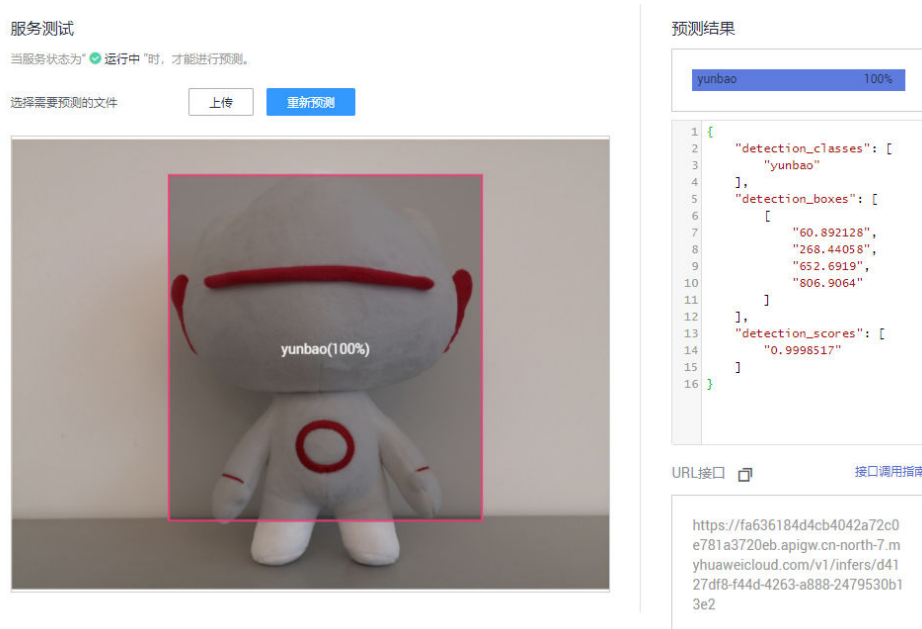 服务测试
当服务状态为“ 运行中 ”时，才能进行预测。
选择需要预测的文件
上传
重新预测
yunbao(100%)
预测结果
yunbao 100%
1 {
2 "detection_classes": [
3 "yunbao"
4 ],
5 "detection_boxes": [
6 [
7 "60.892128",
8 "268.44058",
9 "652.6919",
10 "806.9064"
11 ]
12 ],
13 "detection_scores": [
14 "0.9998517"
15 ]
16 }
URL接口
接口调用指南
https://fa636184d4cb4042a72c0
e781a3720eb.apigw.cn-north-7.m
yhuaweicloud.com/v1/infers/d41
27df8-f44d-4263-a888-2479530b1
3e2